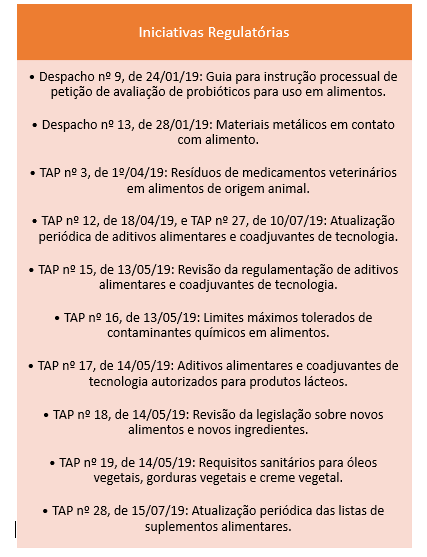 Iniciativas Regulatórias
• Despacho nº 9, de 24/01/19: Guia para instrução processual de
petição de avaliação de probióticos para uso em alimentos.
• Despacho nº 13, de 28/01/19: Materiais metálicos em contato
com alimento.
• TAP nº 3, de 1º/04/19: Resíduos de medicamentos veterinários
em alimentos de origem animal.
• TAP nº 12, de 18/04/19, e TAP nº 27, de 10/07/19: Atualização
periódica de aditivos alimentares e coadjuvantes de tecnologia.
• TAP nº 15, de 13/05/19: Revisão da regulamentação de aditivos
alimentares e coadjuvantes de tecnologia.
• TAP nº 16, de 13/05/19: Limites máximos tolerados de
contaminantes químicos em alimentos.
• TAP nº 17, de 14/05/19: Aditivos alimentares e coadjuvantes de
tecnologia autorizados para produtos lácteos.
• TAP nº 18, de 14/05/19: Revisão da legislação sobre novos
alimentos e novos ingredientes.
• TAP nº 19, de 14/05/19: Requisitos sanitários para óleos
vegetais, gorduras vegetais e creme vegetal.
• TAP nº 28, de 15/07/19: Atualização periódica das listas de
suplementos alimentares.